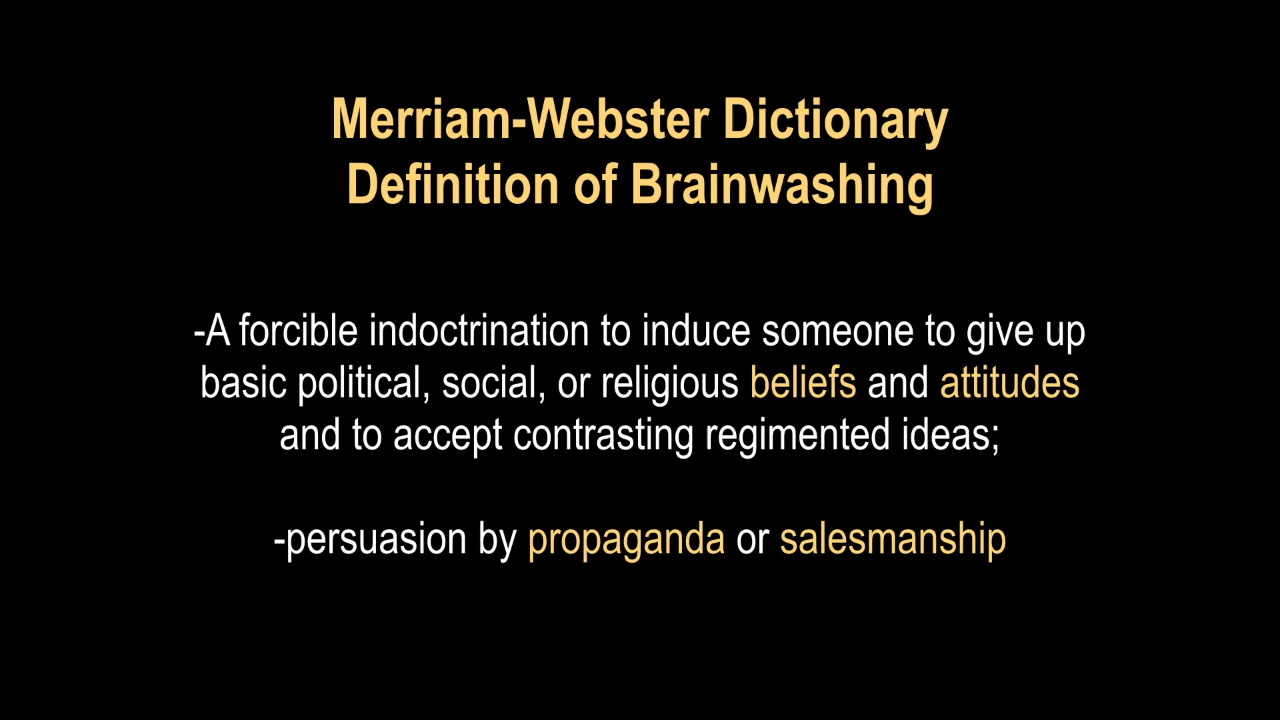 Merriam-Webster Dictionary
Definition of Brainwashing
-A forcible indoctrination to induce someone to give up
basic political, social, or religious beliefs and attitudes
and to accept contrasting regimented ideas;
-persuasion by propaganda or salesmanship